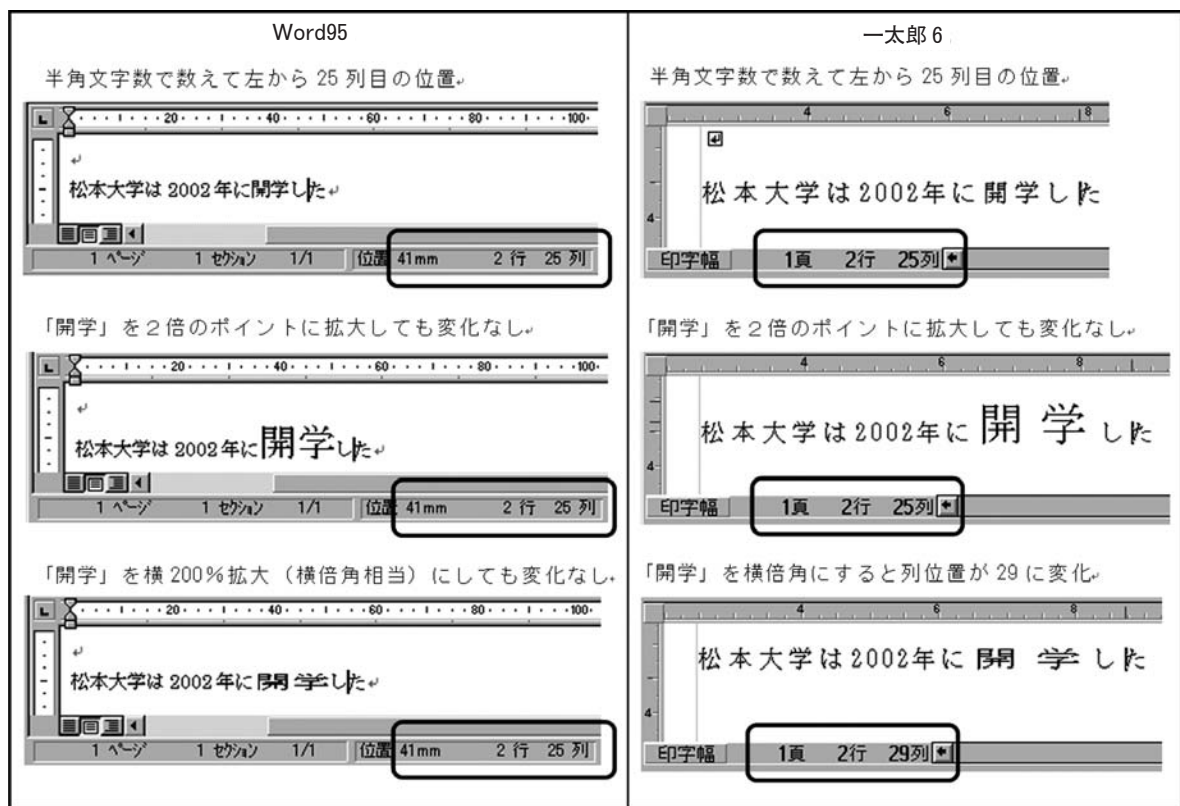 Word95
半角文字数で数えて左から 25 列目の位置
20 40 60 80 100
松本大学は 2002 年に開学した
1 ページ 1 セクション 1/1 位置 41mm 2 行 25 列
「開学」を２倍のポイントに拡大しても変化なし
20 40 60 80 100
松本大学は 2002 年に開学した
1 ページ 1 セクション 1/1 位置 41mm 2 行 25 列
「開学」を横 200％拡大（横倍角相当）にしても変化なし
20 40 60 80 100
松本大学は 2002 年に開学した
1 ページ 1 セクション 1/1 位置 41mm 2 行 25 列
一太郎６
半角文字数で数えて左から 25 列目の位置
4 6 8
松本大学は2002年に開学した
4
印字幅 1頁 2行 25列
「開学」を２倍のポイントに拡大しても変化なし
4 6 8
松本大学は2002年に開学した
4
印字幅 1頁 2行 25列
「開学」を横倍角にすると列位置が 29 に変化
4 6 8
松本大学は2002年に開学した
4
印字幅 1頁 2行 29列